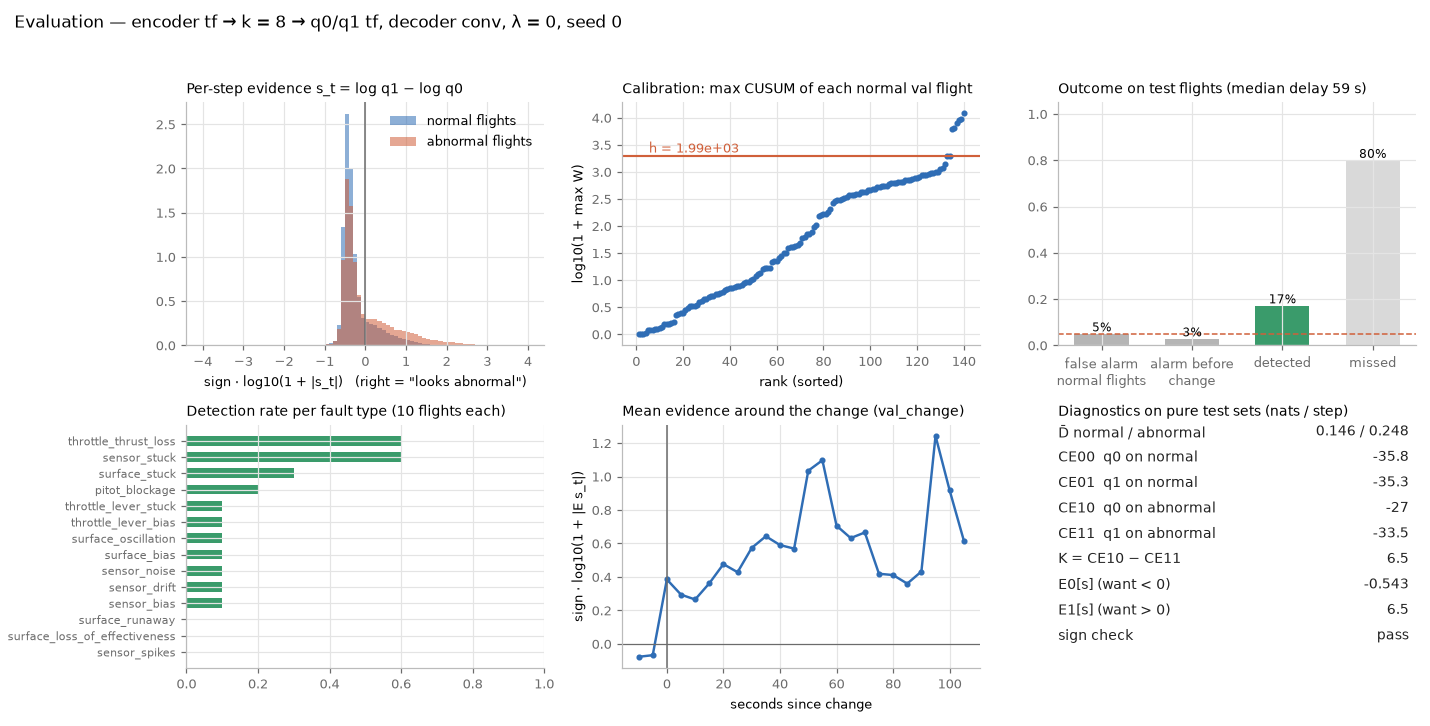 Evaluation — encoder tf → k = 8 → q0/q1 tf, decoder conv, λ = 0, seed 0
Per-step evidence s_t = log q1 − log q0
normal flights
abnormal flights
2.5
2.0
1.5
1.0
0.5
0.0
−4 −3 −2 −1 0 1 2 3 4
sign · log10(1 + |s_t|) (right = "looks abnormal")
Calibration: max CUSUM of each normal val flight
h = 1.99e+03
log10(1 + max W)
4.0
3.5
3.0
2.5
2.0
1.5
1.0
0.5
0.0
0 20 40 60 80 100 120 140
rank (sorted)
Outcome on test flights (median delay 59 s)
1.0
0.8
0.6
0.4
0.2
0.0
5%
3%
17%
80%
false alarm
normal flights
alarm before
change
detected
missed
Detection rate per fault type (10 flights each)
throttle_thrust_loss
sensor_stuck
surface_stuck
pitot_blockage
throttle_lever_stuck
throttle_lever_bias
surface_oscillation
surface_bias
sensor_noise
sensor_drift
sensor_bias
surface_runaway
surface_loss_of_effectiveness
sensor_spikes
0.0 0.2 0.4 0.6 0.8 1.0
Mean evidence around the change (val_change)
sign · log10(1 + |E s_t|)
1.2
1.0
0.8
0.6
0.4
0.2
0.0
0 20 40 60 80 100
seconds since change
Diagnostics on pure test sets (nats / step)
D̄ normal / abnormal 0.146 / 0.248
CE00 q0 on normal -35.8
CE01 q1 on normal -35.3
CE10 q0 on abnormal -27
CE11 q1 on abnormal -33.5
K = CE10 − CE11 6.5
E0[s] (want < 0) -0.543
E1[s] (want > 0) 6.5
sign check pass